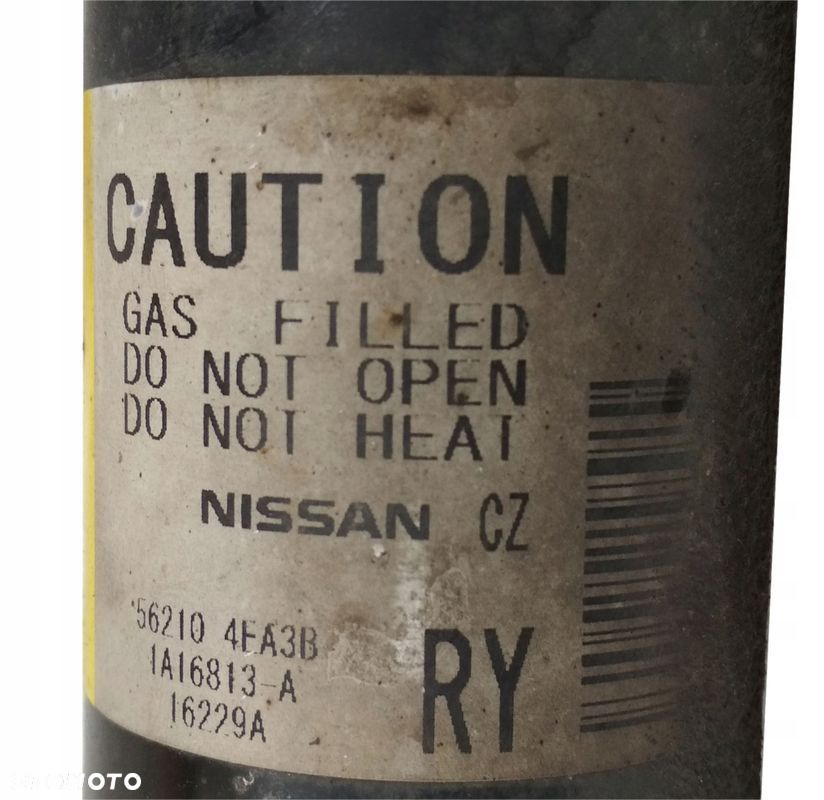 CAUTION
GAS FILLED
DO NOT OPEN
DO NOT HEAT
NISSAN CZ
56210 4EA3B
1A16813-A
16229A
RY